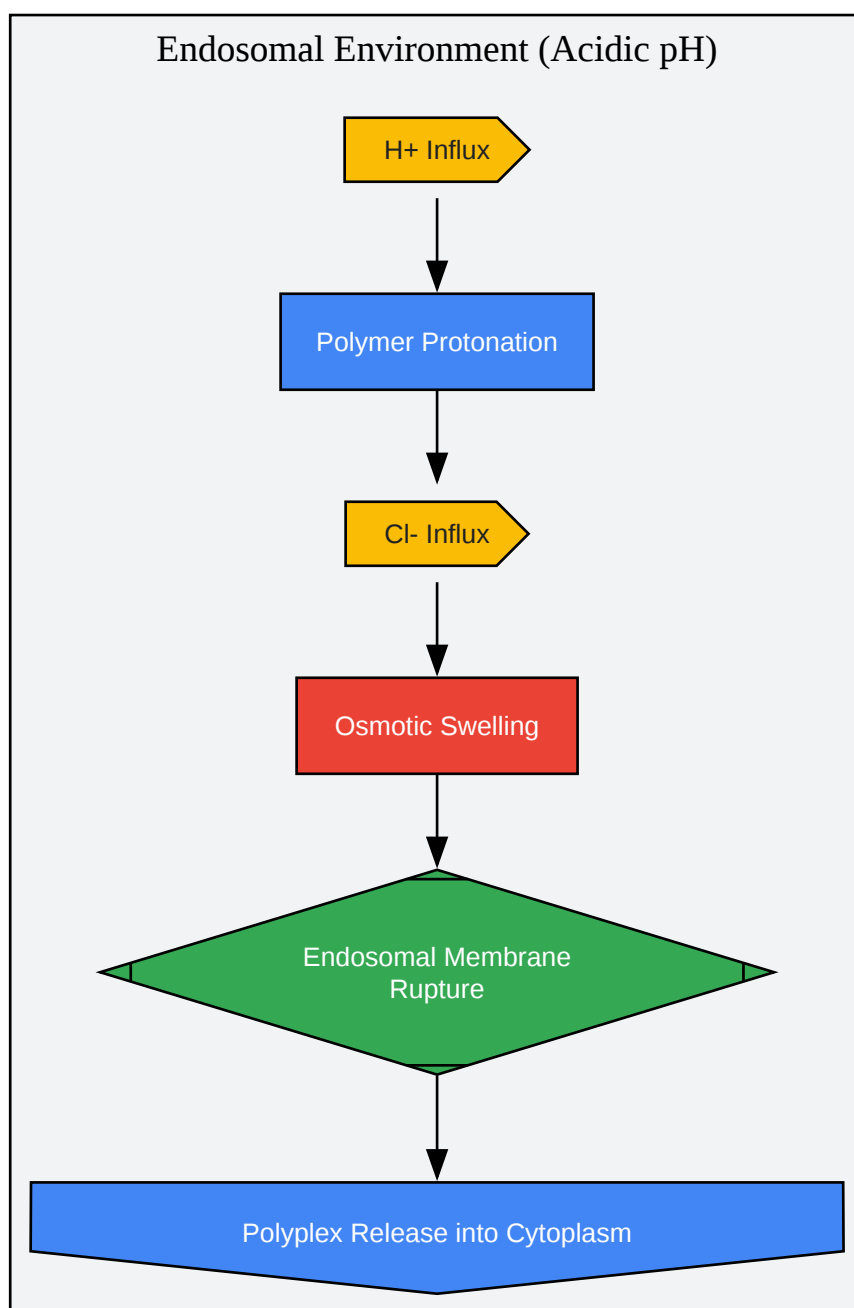 Endosomal Environment (Acidic pH)
H+ Influx
Polymer Protonation
Cl- Influx
Osmotic Swelling
Endosomal Membrane
Rupture
Polyplex Release into Cytoplasm